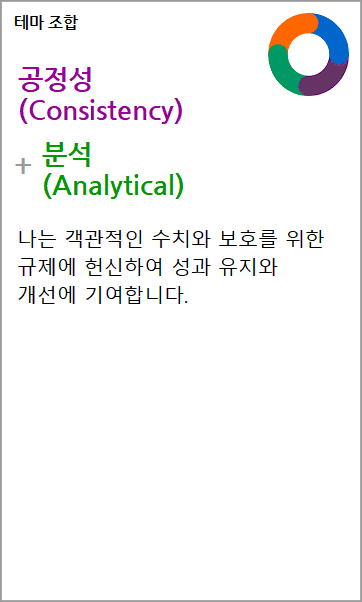 테마 조합
공정성
(Consistency)
+ 분석
(Analytical)
나는 객관적인 수치와 보호를 위한
규제에 헌신하여 성과 유지와
개선에 기여합니다.